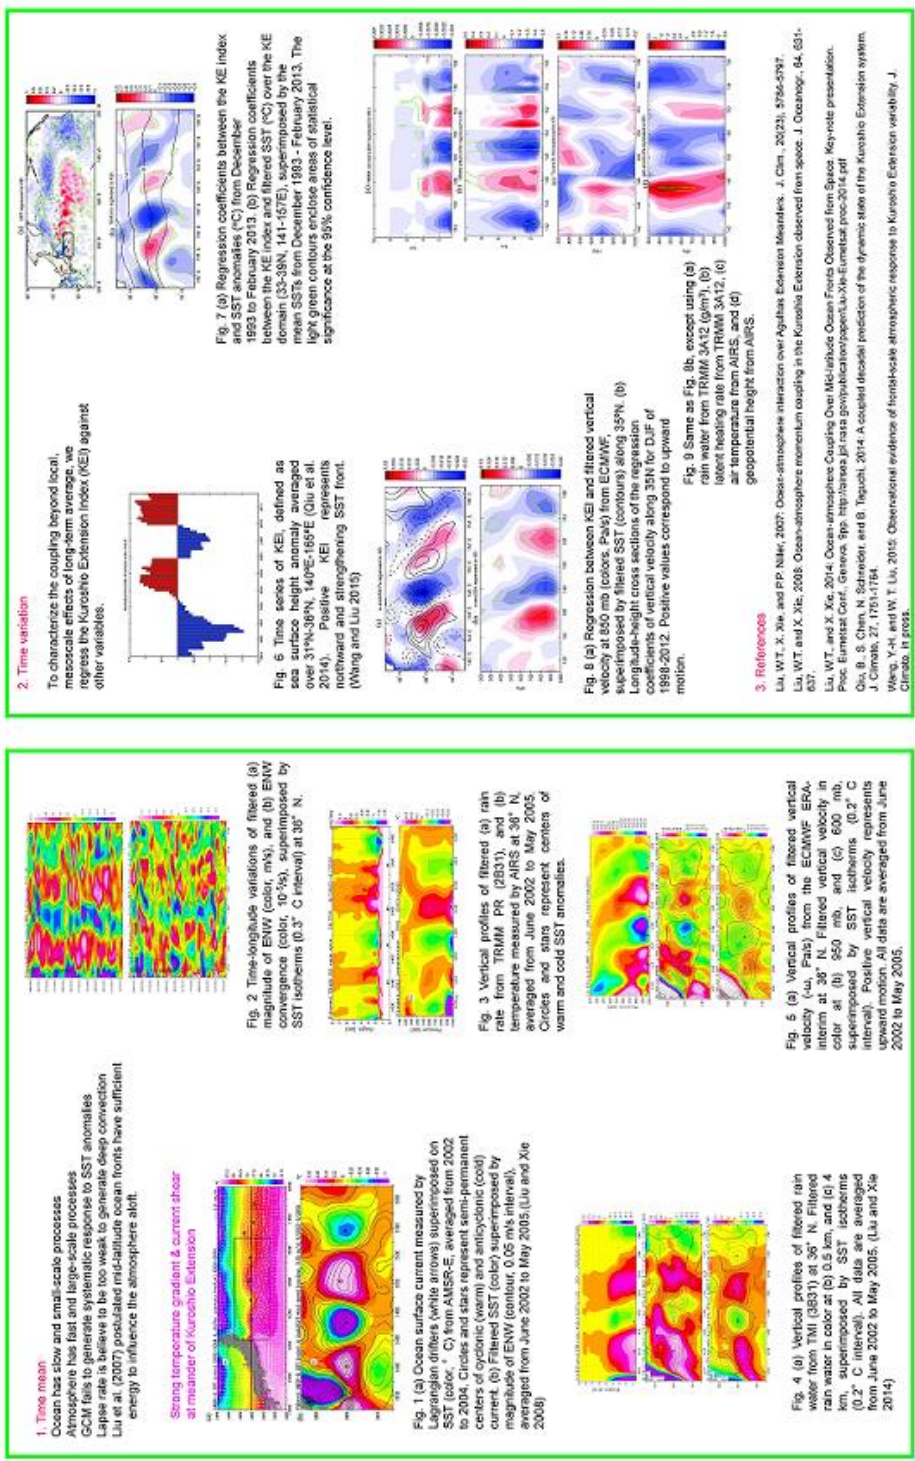 1. Time mean
Ocean has slow and small-scale processes
Atmosphere has fast and large-scale processes
GCM fails to generate systematic response to SST anomalies
Lapse rate is believe to be too weak to generate deep convection
Liu et al. (2007) postulated mid-latitude ocean fronts have sufficient
energy to influence the atmosphere aloft.
Strong temperature gradient & current shear
at meander of Kuroshio Extension
Fig. 1 (a) Ocean surface current measured by
Lagrangian drifters (white arrows) superimposed on
SST (color, ° C) from AMSR-E, averaged from 2002
to 2004. Circles and stars represent semi-permanent
centers of cyclonic (warm) and anticyclonic (cold)
current. (b) Filtered SST (color) superimposed by
magnitude of ENW (contour, 0.05 m/s interval),
averaged from June 2002 to May 2005.(Liu and Xie
2008)
Fig. 2 Time-longitude variations of filtered (a)
magnitude of ENW (color, m/s), and (b) ENW
convergence (color, 10⁻⁵/s), superimposed by
SST isotherms (0.3° C interval) at 36° N.
Fig. 3 Vertical profiles of filtered (a) rain
rate from TRMM PR (2B31), and (b)
temperature measured by AIRS at 36° N,
averaged from June 2002 to May 2005.
Circles and stars represent centers of
warm and cold SST anomalies.
Fig. 4 (a) Vertical profiles of filtered rain
water from TMI (3B31) at 36° N. Filtered
rain water in color at (b) 0.5 km, and (c) 4
km, superimposed by SST isotherms
(0.2° C interval). All data are averaged
from June 2002 to May 2005. (Liu and Xie
2014)
Fig. 5 (a) Vertical profiles of filtered vertical
velocity (-ω, Pa/s) from the ECMWF ERA-
interim at 36° N. Filtered vertical velocity in
color at (b) 950 mb, and (c) 600 mb,
superimposed by SST isotherms (0.2° C
interval). Positive vertical velocity represents
upward motion. All data are averaged from June
2002 to May 2005.
2. Time variation
To characterize the coupling beyond local,
mesoscale effects of long-term average, we
regress the Kuroshio Extension Index (KEI) against
other variables.
Fig. 6 Time series of KEI, defined as
sea surface height anomaly averaged
over 31ºN-36ºN, 140ºE-165ºE (Qiu et al.
2014). Positive KEI represents
northward and strengthening SST front.
(Wang and Liu 2015)
Fig. 7 (a) Regression coefficients between the KE index
and SST anomalies (ºC) from December
1993 to February 2013. (b) Regression coefficients
between the KE index and filtered SST (ºC) over the KE
domain (33-39N, 141-157E), superimposed by the
mean SSTs from December 1993 - February 2013. The
light green contours enclose areas of statistical
significance at the 95% confidence level.
Fig. 8 (a) Regression between KEI and filtered vertical
velocity at 850 mb (colors, Pa/s) from ECMWF,
superimposed by filtered SST (contours) along 35ºN. (b)
Longitude-height cross sections of the regression
coefficients of vertical velocity along 35N for DJF of
1998-2012. Positive values correspond to upward
motion.
Fig. 9 Same as Fig. 8b, except using (a)
rain water from TRMM 3A12 (g/m³), (b)
latent heating rate from TRMM 3A12, (c)
air temperature from AIRS, and (d)
geopotential height from AIRS.
3. References
Liu, W.T., X. Xie, and P.P. Niiler, 2007: Ocean-atmosphere interaction over Agulhas Extension Meanders. J. Clim., 20(23), 5784-5797.
Liu, W.T. and X. Xie, 2008: Ocean-atmosphere momentum coupling in the Kuroshio Extension observed from space. J. Oceanogr., 64, 631-
637.
Liu, W.T., and X. Xie, 2014: Ocean-atmosphere Coupling Over Mid-latitude Ocean Fronts Observed from Space. Key-note presentation.
Proc. Eumetsat Conf., Geneva, 9pp. http://airsea.jpl.nasa.gov/publication/paper/Liu-Xie-Eumetsat.proc-2014.pdf
Qiu, B., S. Chen, N. Schneider, and B. Taguchi, 2014: A coupled decadal prediction of the dynamic state of the Kuroshio Extension system.
J. Climate, 27, 1751-1764.
Wang, Y-H, and W. T. Liu, 2015: Observational evidence of frontal-scale atmospheric response to Kuroshio Extension variability. J.
Climate, in press.